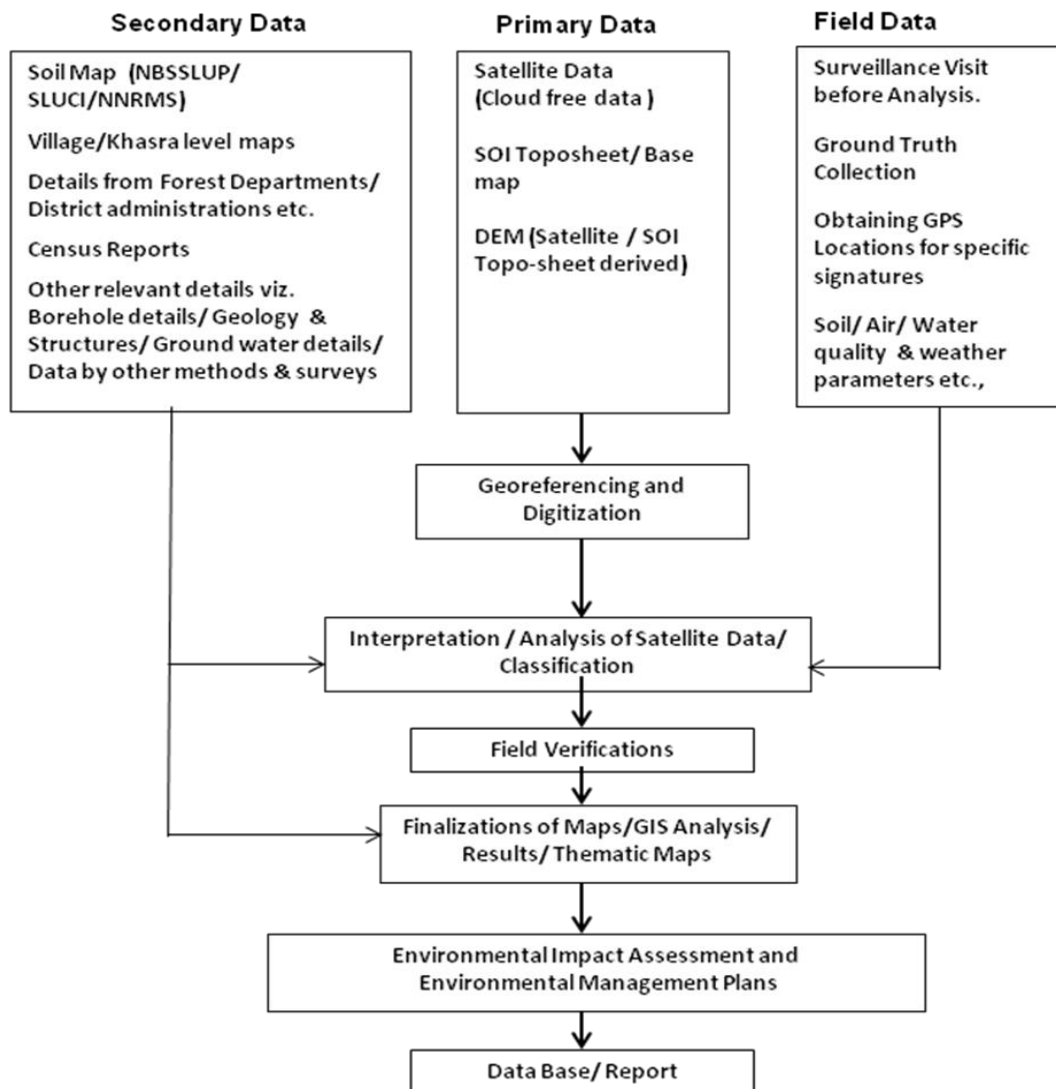 Secondary Data
Soil Map (NBSSLUP/
SLUCI/NNRMS)
Village/Khasra level maps
Details from Forest Departments/
District administrations etc.
Census Reports
Other relevant details viz.
Borehole details/ Geology &
Structures/ Ground water details/
Data by other methods & surveys
Primary Data
Satellite Data
(Cloud free data )
SOI Toposheet/ Base
map
DEM (Satellite / SOI
Topo-sheet derived)
Field Data
Surveillance Visit
before Analysis.
Ground Truth
Collection
Obtaining GPS
Locations for specific
signatures
Soil/ Air/ Water
quality & weather
parameters etc.,
Georeferencing and
Digitization
Interpretation / Analysis of Satellite Data/
Classification
Field Verifications
Finalizations of Maps/GIS Analysis/
Results/ Thematic Maps
Environmental Impact Assessment and
Environmental Management Plans
Data Base/ Report